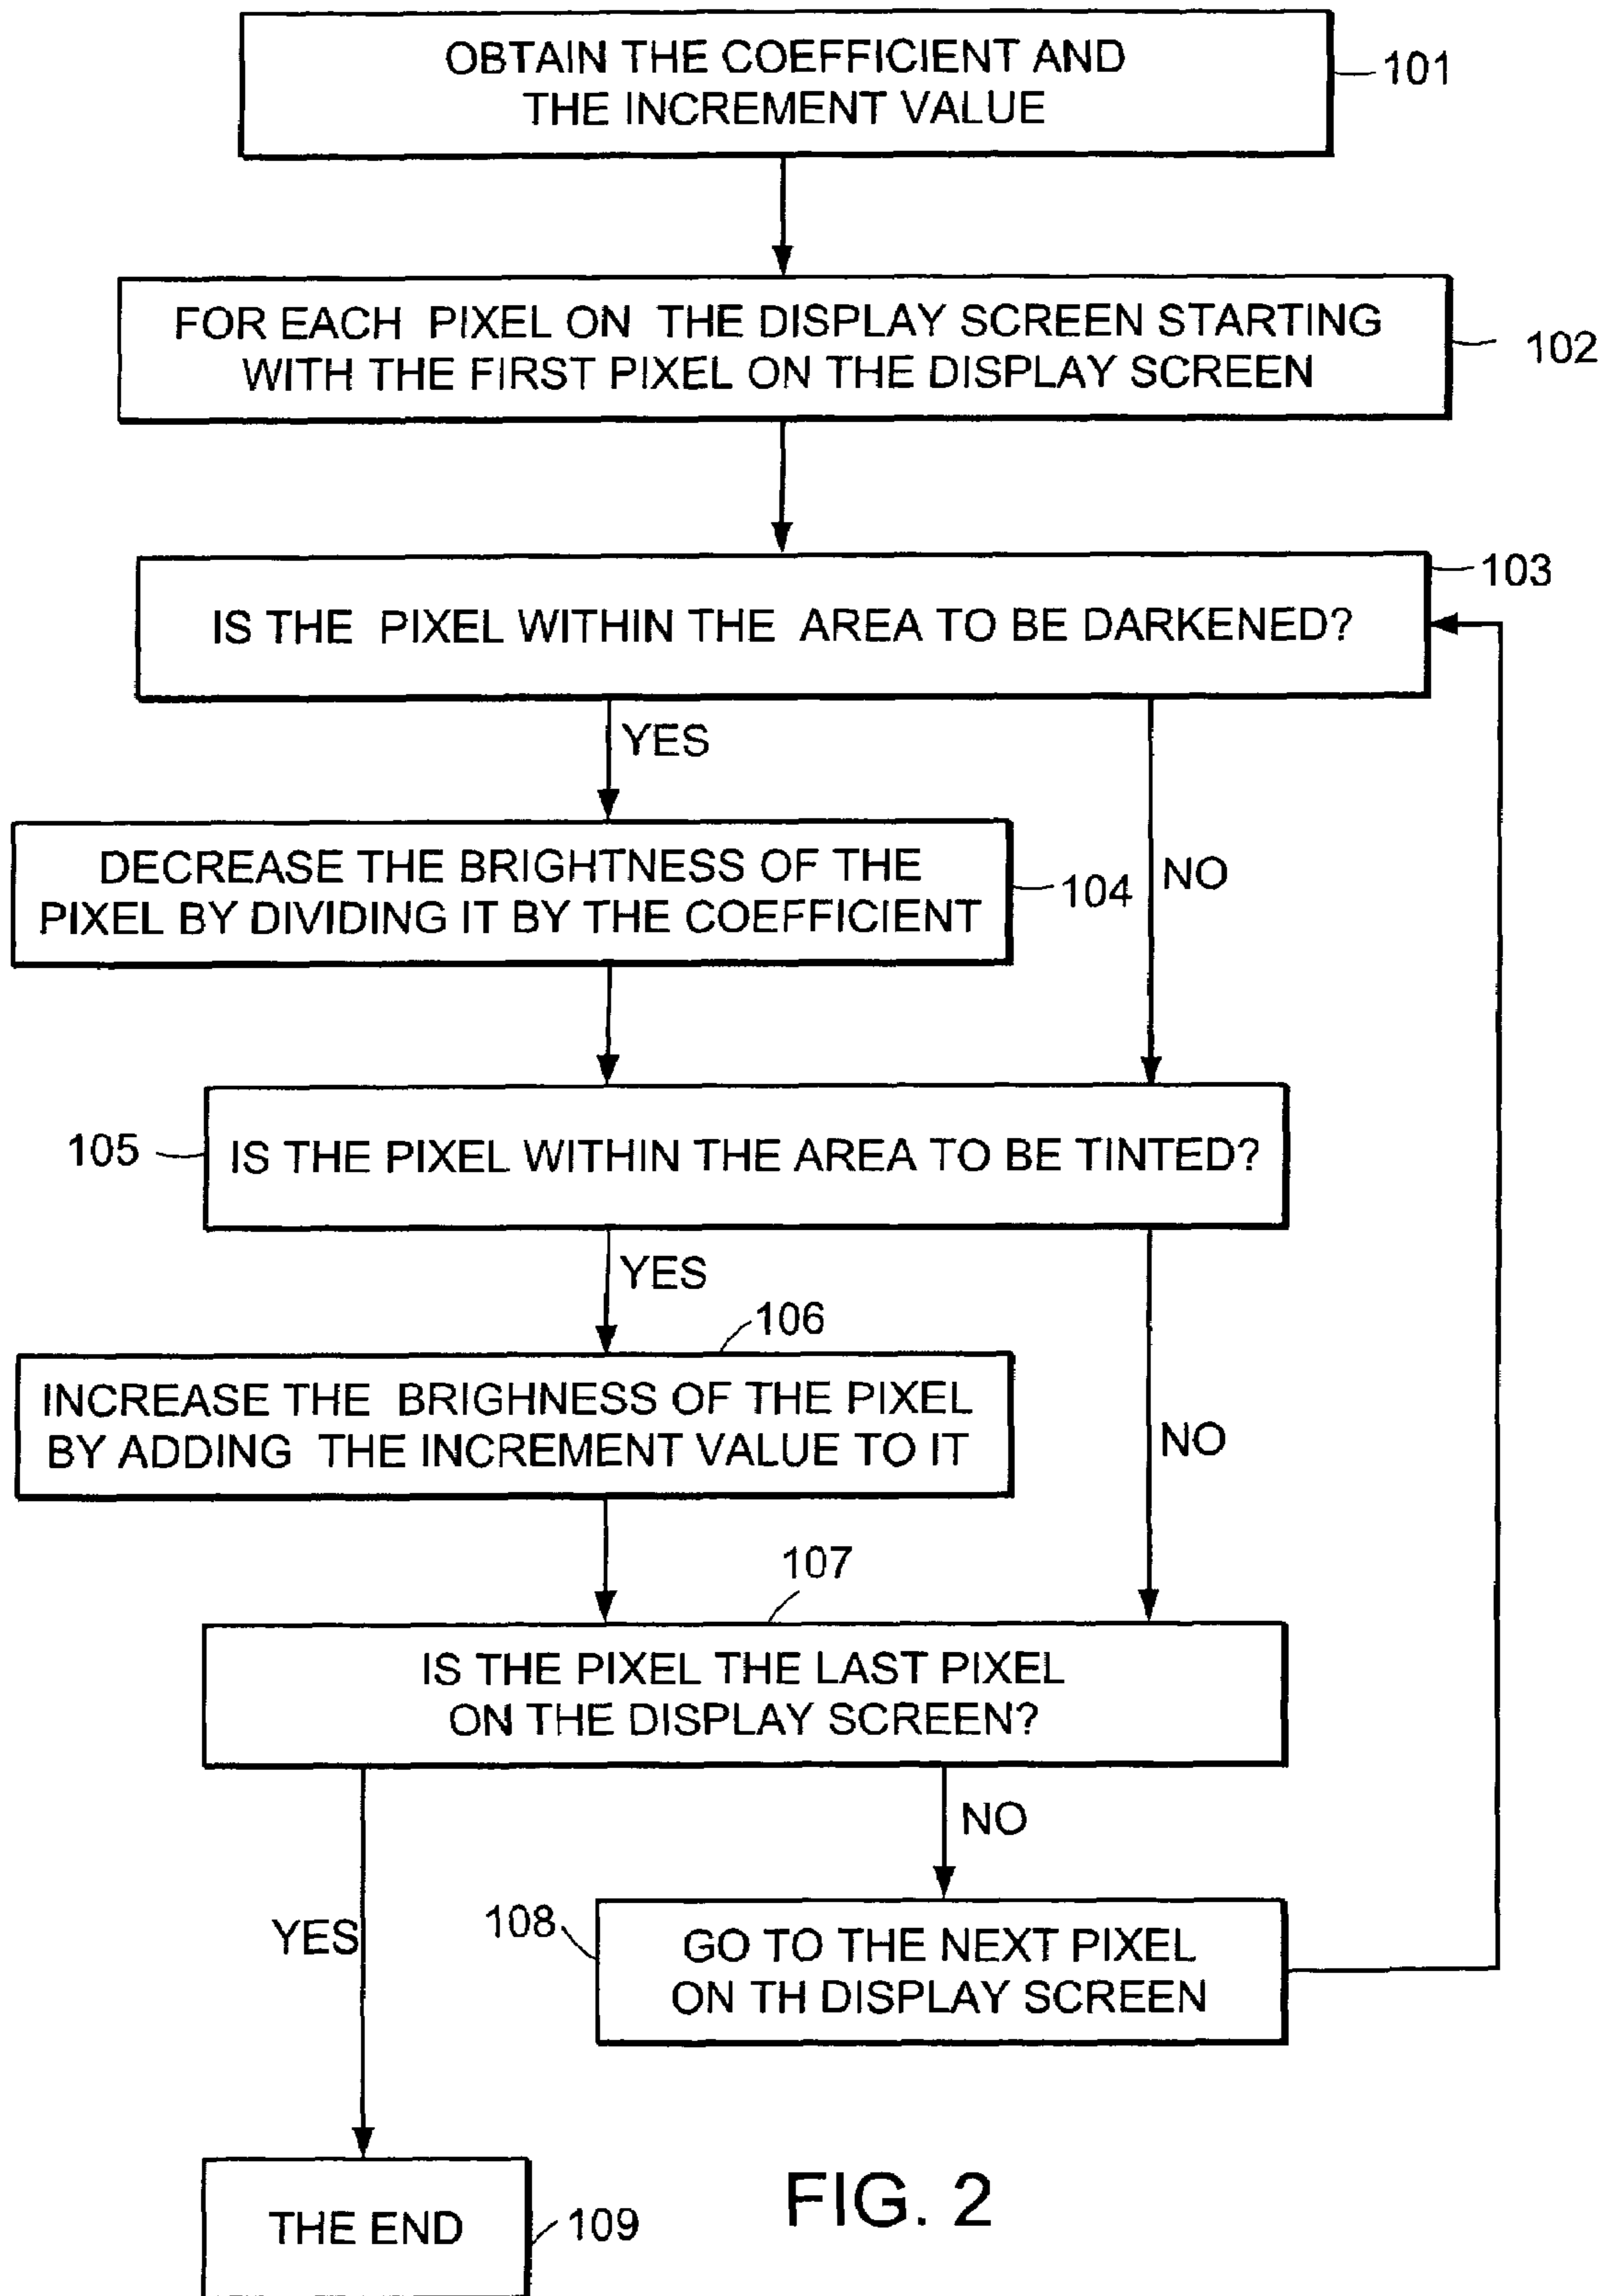 OBTAIN THE COEFFICIENT AND
THE INCREMENT VALUE
101
FOR EACH PIXEL ON THE DISPLAY SCREEN STARTING
WITH THE FIRST PIXEL ON THE DISPLAY SCREEN
102
103
IS THE PIXEL WITHIN THE AREA TO BE DARKENED?
YES
DECREASE THE BRIGHTNESS OF THE
PIXEL BY DIVIDING IT BY THE COEFFICIENT
104
NO
105
IS THE PIXEL WITHIN THE AREA TO BE TINTED?
YES
106
INCREASE THE BRIGHNESS OF THE PIXEL
BY ADDING THE INCREMENT VALUE TO IT
NO
107
IS THE PIXEL THE LAST PIXEL
ON THE DISPLAY SCREEN?
NO
YES
108
GO TO THE NEXT PIXEL
ON TH DISPLAY SCREEN
THE END
109
FIG. 2